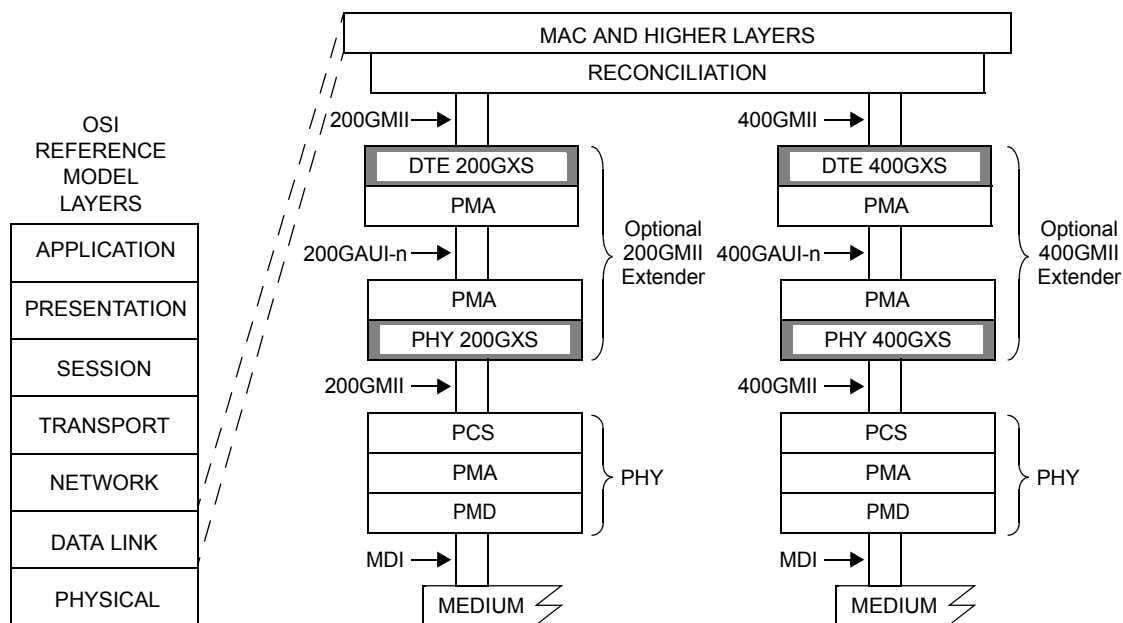 MAC AND HIGHER LAYERS
RECONCILIATION
OSI
REFERENCE
MODEL
LAYERS
APPLICATION
PRESENTATION
SESSION
TRANSPORT
NETWORK
DATA LINK
PHYSICAL
200GMII
DTE 200GXS
PMA
200GAUI-n
PMA
PHY 200GXS
Optional
200GMII
Extender
200GMII
PCS
PMA
PMD
PHY
MDI
MEDIUM
400GMII
DTE 400GXS
PMA
400GAUI-n
PMA
PHY 400GXS
Optional
400GMII
Extender
400GMII
PCS
PMA
PMD
PHY
MDI
MEDIUM